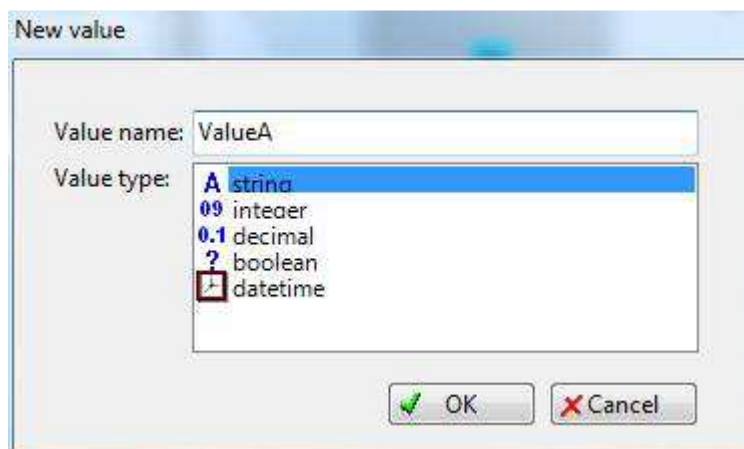 New value
Value name: ValueA
Value type:
A string
09 integer
0.1 decimal
? boolean
datetime
OK Cancel